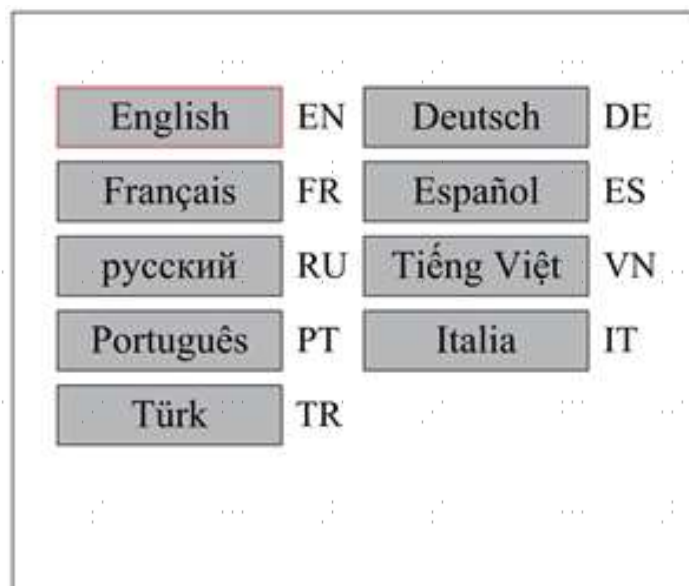 English EN Deutsch DE
Français FR Español ES
русский RU Tiếng Việt VN
Português PT Italia IT
Türk TR